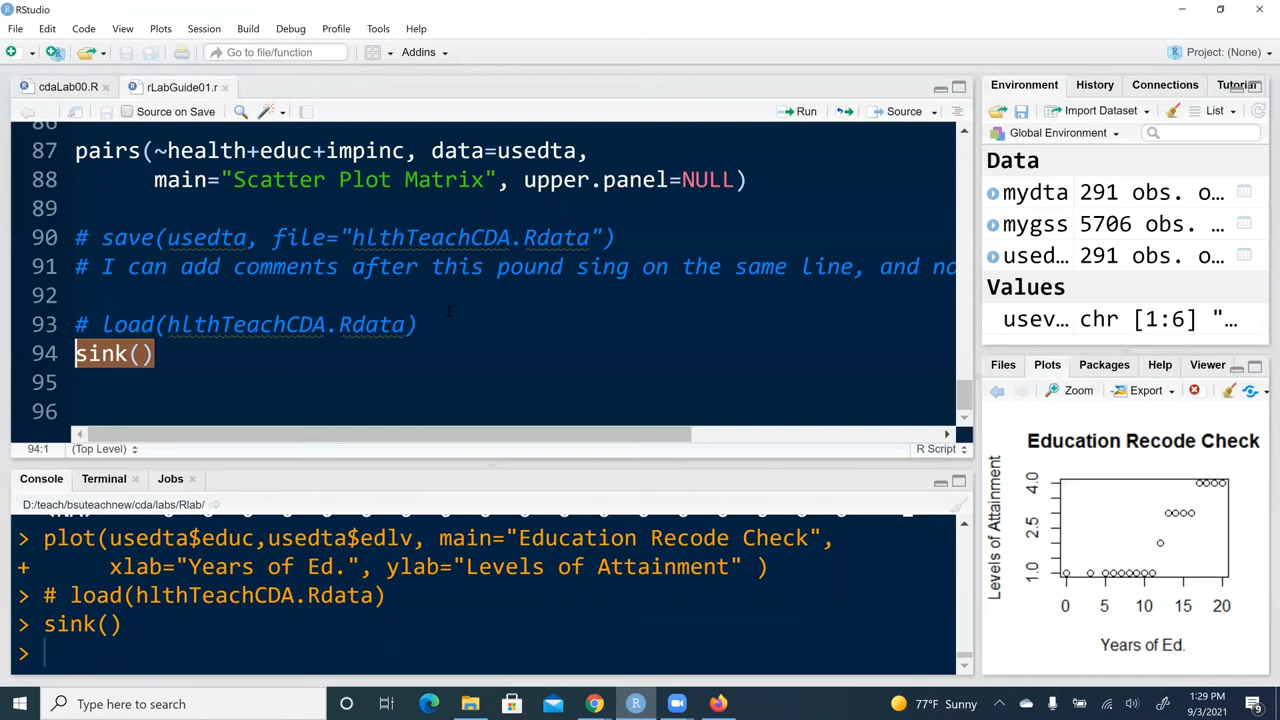 RStudio
File Edit Code View Plots Session Build Debug Profile Tools Help
Go to file/function Addins Project: (None)
cdaLab00.R rLabGuide01.r
Source on Save Run Source
86
87 pairs(~health+educ+impinc, data=usedta,
88 main="Scatter Plot Matrix", upper.panel=NULL)
89
90 # save(usedta, file="hlthTeachCDA.Rdata")
91 # I can add comments after this pound sing on the same line, and no
92
93 # load(hlthTeachCDA.Rdata)
94 sink()
95
96
94:1 (Top Level) R Script
Console Terminal Jobs
D:/teach/bsuteachnew/cda/labs/Rlab/
> plot(usedta$educ,usedta$edlv, main="Education Recode Check",
+ xlab="Years of Ed.", ylab="Levels of Attainment" )
> # load(hlthTeachCDA.Rdata)
> sink()
>
Environment History Connections Tutorial
Import Dataset List
Global Environment
Data
mydta 291 obs. o…
mygss 5706 obs. …
used… 291 obs. o…
Values
usev… chr [1:6] "…
Files Plots Packages Help Viewer
Zoom Export
Education Recode Check
Levels of Attainment
4.0
2.5
1.0
0 5 10 15 20
Years of Ed.
Type here to search
77°F Sunny
1:29 PM
9/3/2021
9